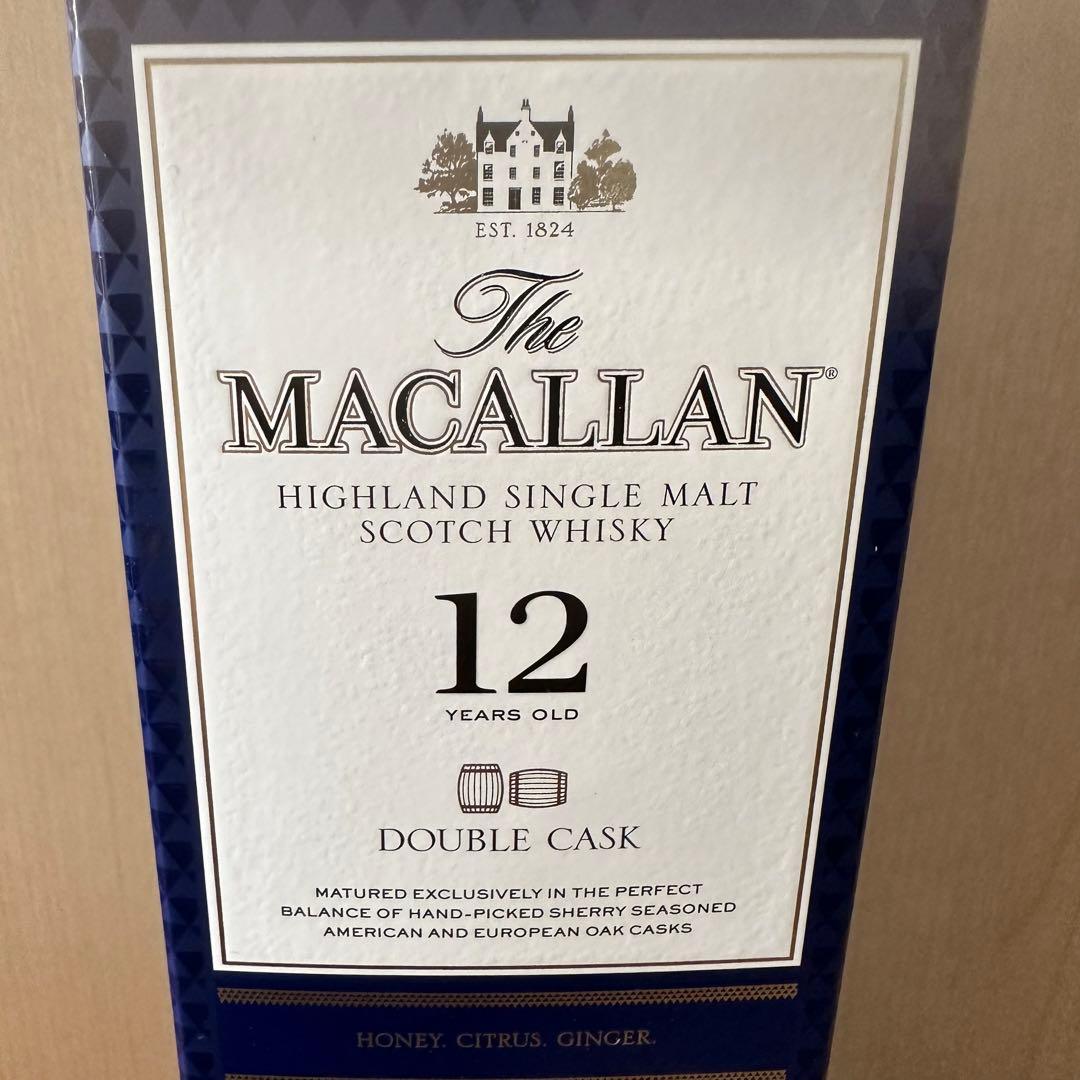 EST. 1824
The
MACALLAN®
HIGHLAND SINGLE MALT
SCOTCH WHISKY
12
YEARS OLD
DOUBLE CASK
MATURED EXCLUSIVELY IN THE PERFECT
BALANCE OF HAND-PICKED SHERRY SEASONED
AMERICAN AND EUROPEAN OAK CASKS
HONEY. CITRUS. GINGER.